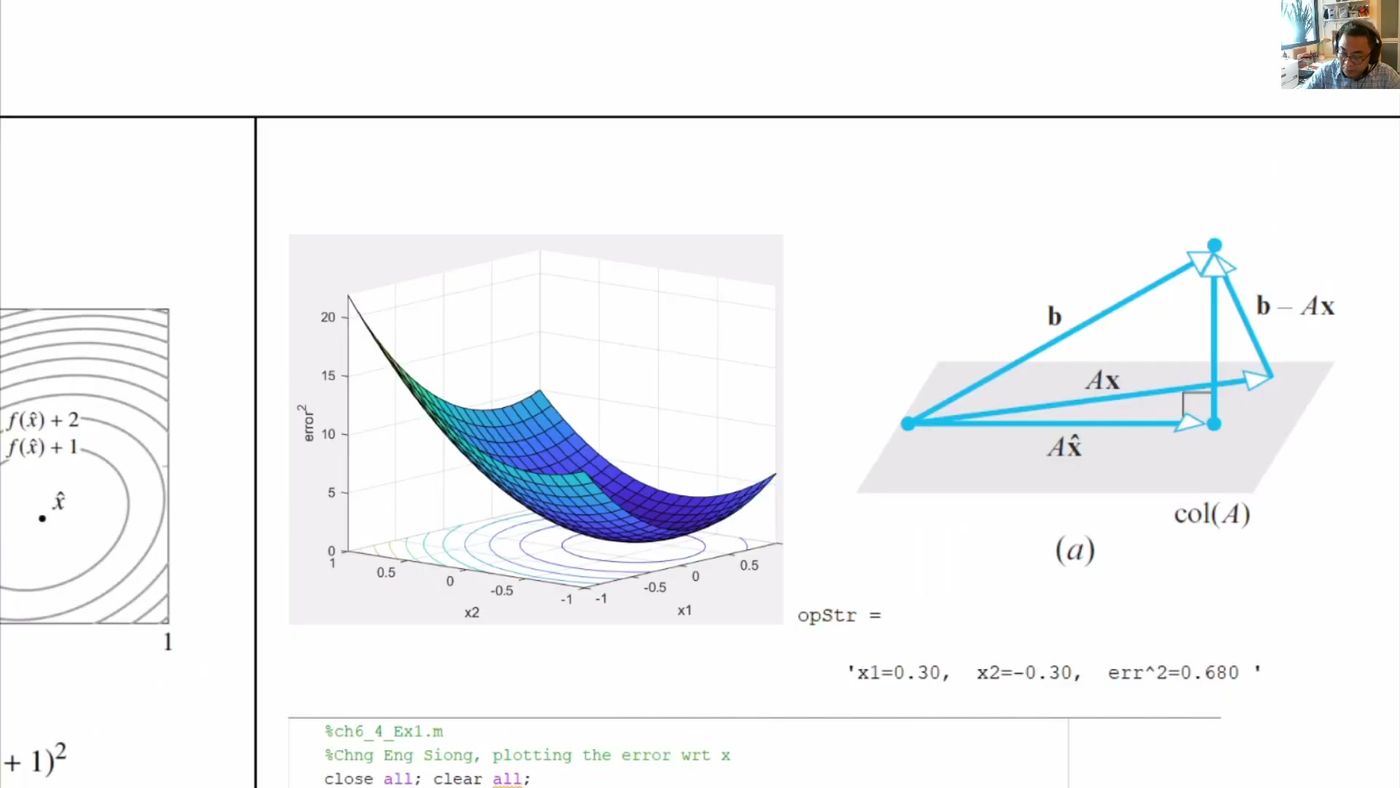 f(x̂) + 2
f(x̂) + 1
x̂
1
+ 1)²
error²
20
15
10
5
0
1
0.5
0
-0.5
-1
x2
-1
-0.5
0
0.5
x1
b
b – Ax
Ax
Ax̂
col(A)
(a)
opStr =
'x1=0.30, x2=-0.30, err^2=0.680 '
%ch6_4_Ex1.m
%Chng Eng Siong, plotting the error wrt x
close all; clear all;